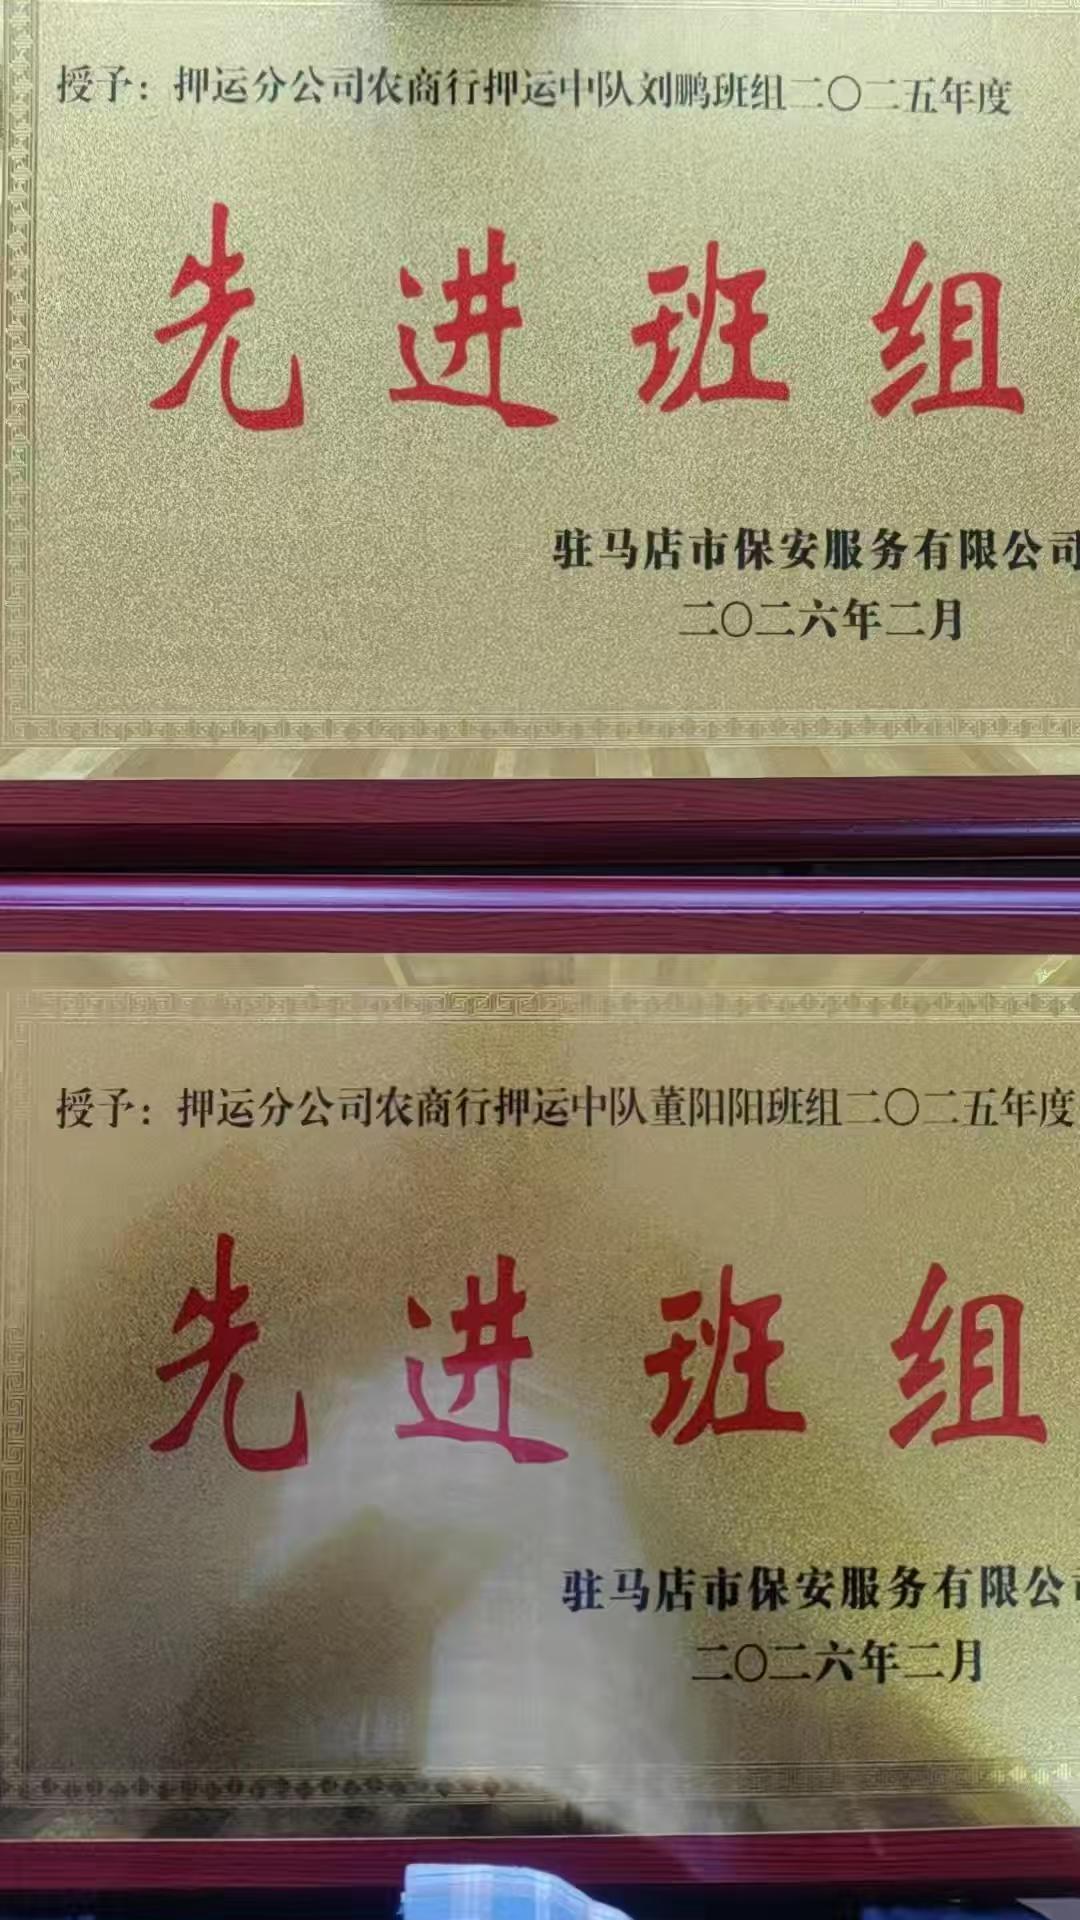 授予：押运分公司农商行押运中队刘鹏班组二〇二五年度
先进班组
驻马店市保安服务有限公司
二〇二六年二月
授予：押运分公司农商行押运中队董阳阳班组二〇二五年度
先进班组
驻马店市保安服务有限公司
二〇二六年二月